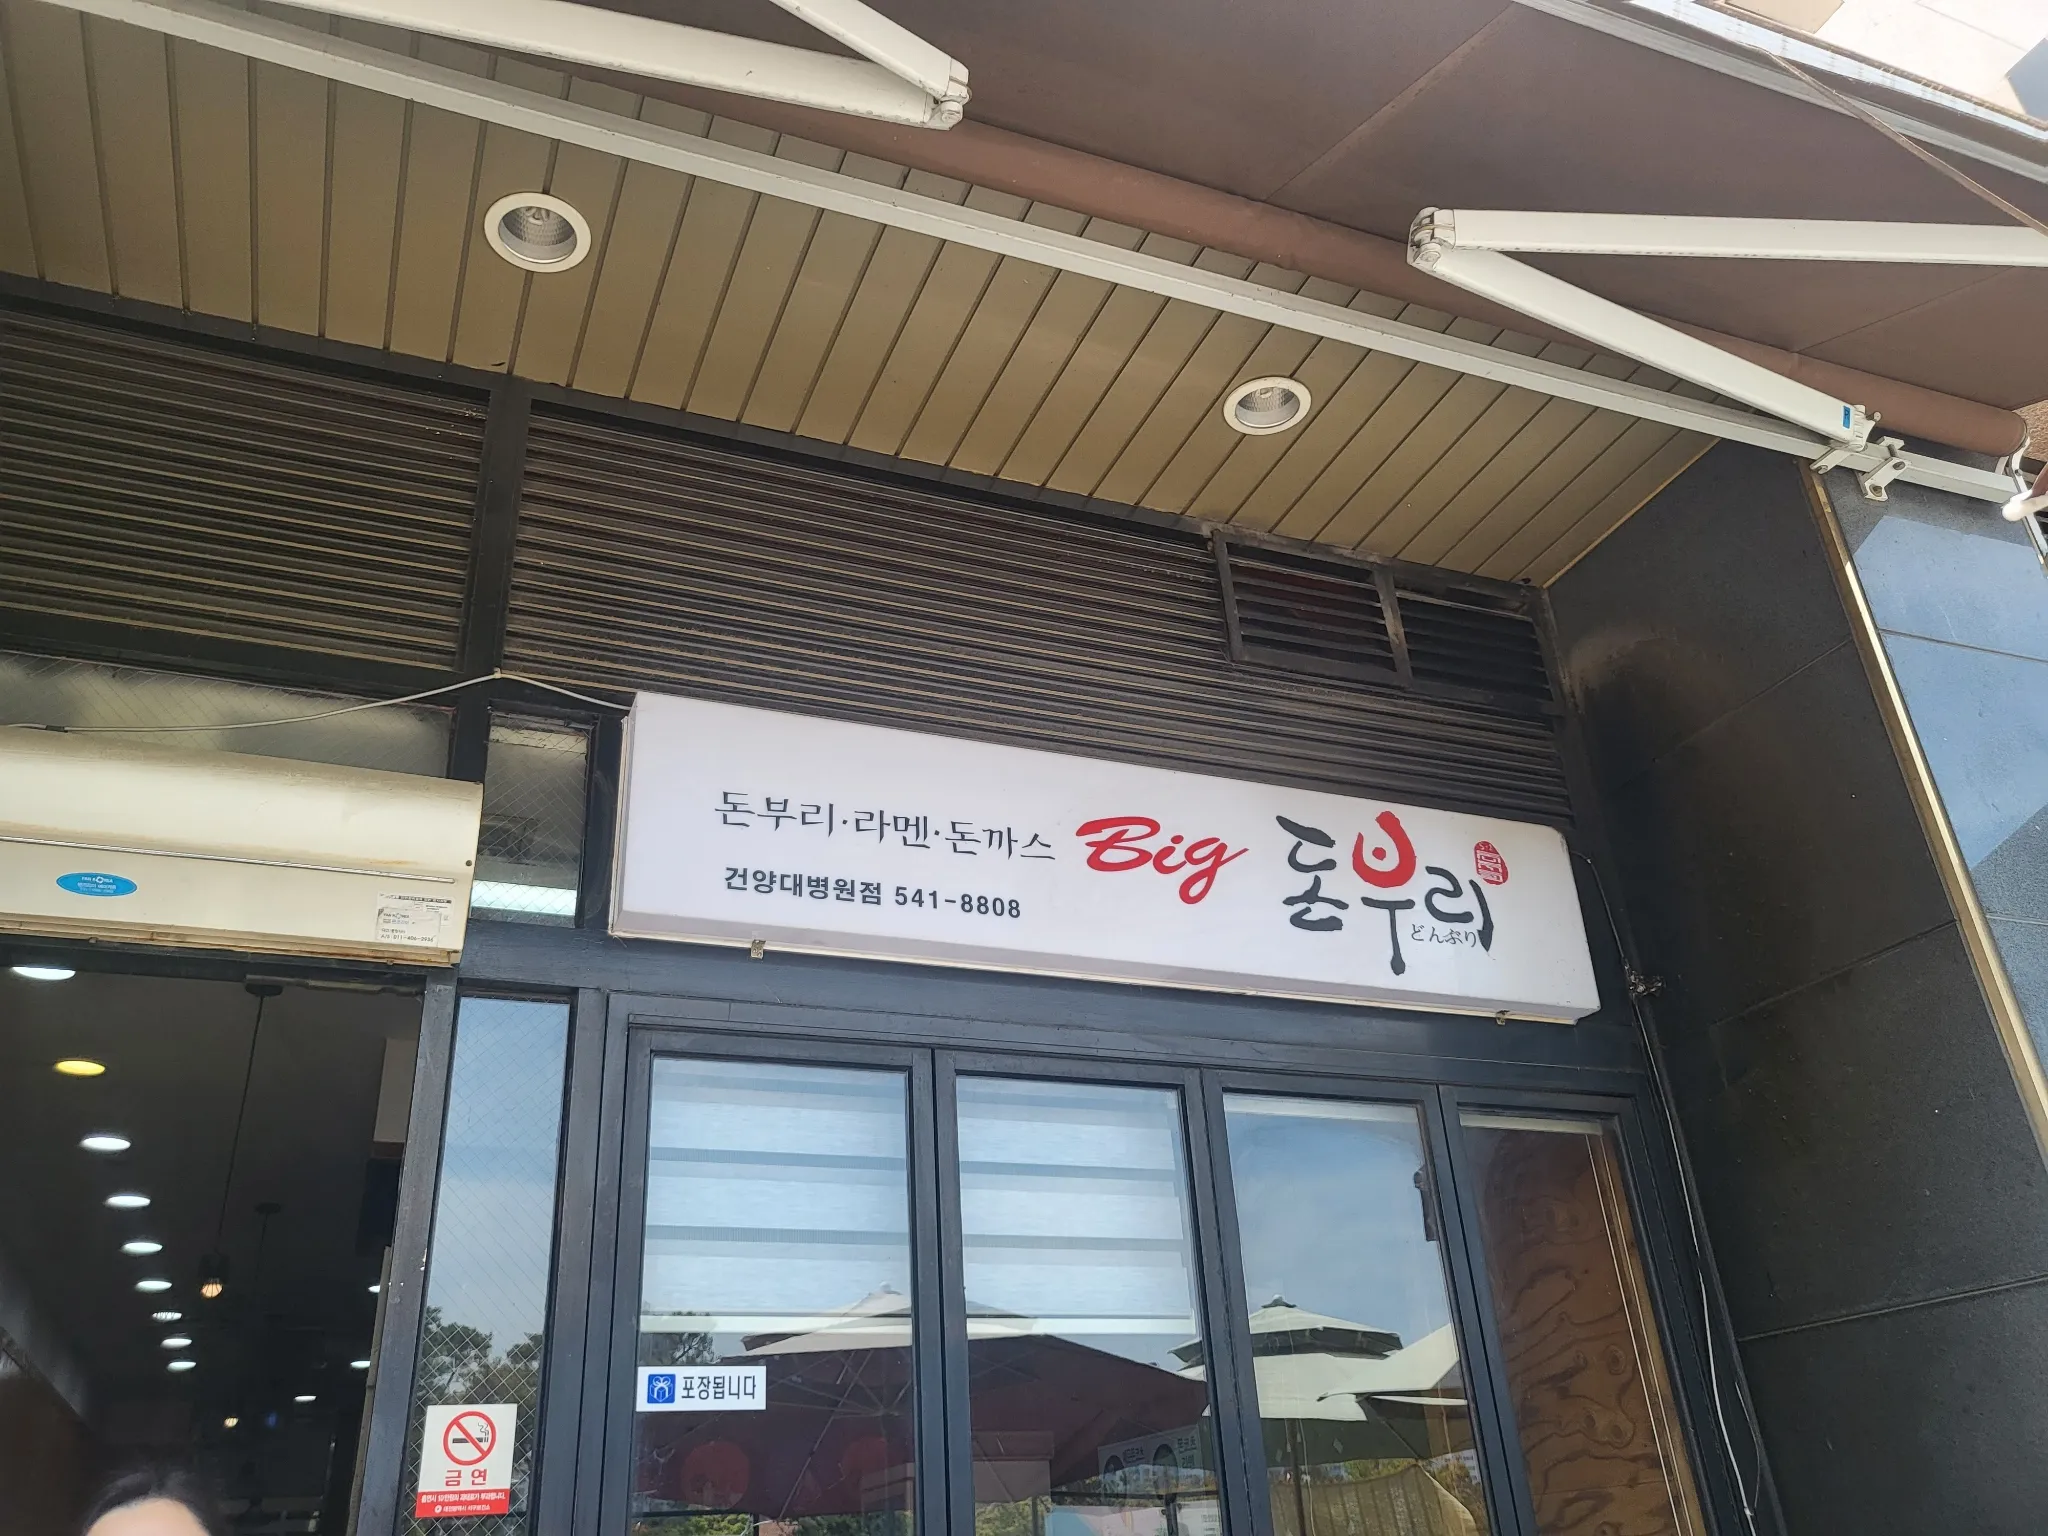 돈부리·라멘·돈까스
건양대병원점 541-8808
Big 돈부리
どんぶり
포장됩니다
금연